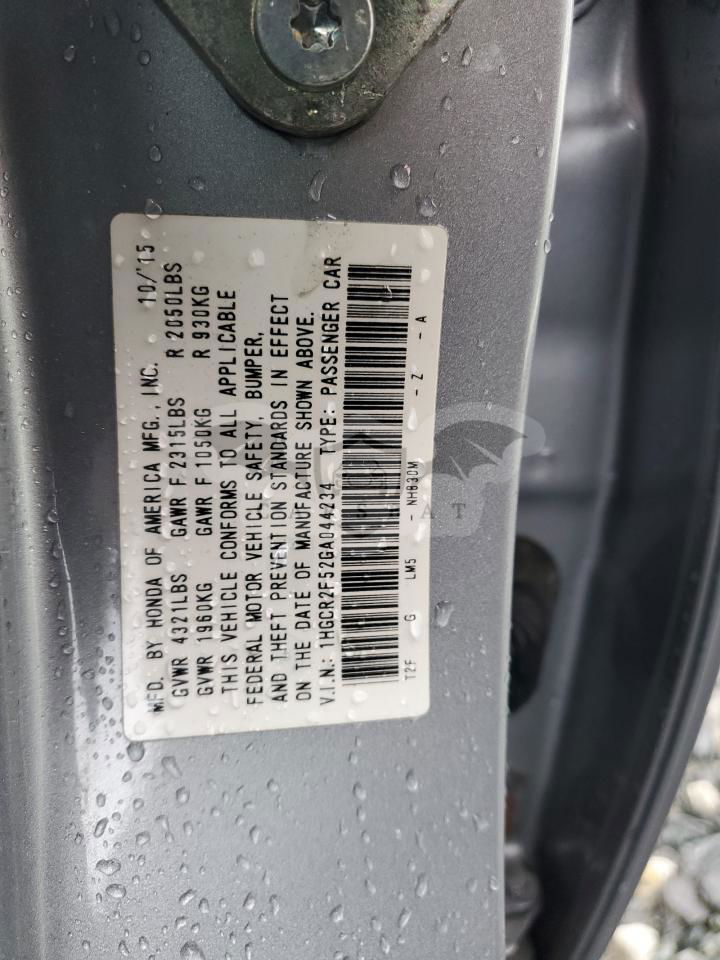 MFD. BY HONDA OF AMERICA MFG., INC. 10/'15
GVWR 4321LBS GAWR F 2315LBS R 2050LBS
GVWR 1960KG GAWR F 1050KG R 930KG
THIS VEHICLE CONFORMS TO ALL APPLICABLE
FEDERAL MOTOR VEHICLE SAFETY, BUMPER,
AND THEFT PREVENTION STANDARDS IN EFFECT
ON THE DATE OF MANUFACTURE SHOWN ABOVE.
V.I.N.: 1HGCR2F52GA044234 TYPE: PASSENGER CAR
T2F G LM5 - NH830M - Z - A